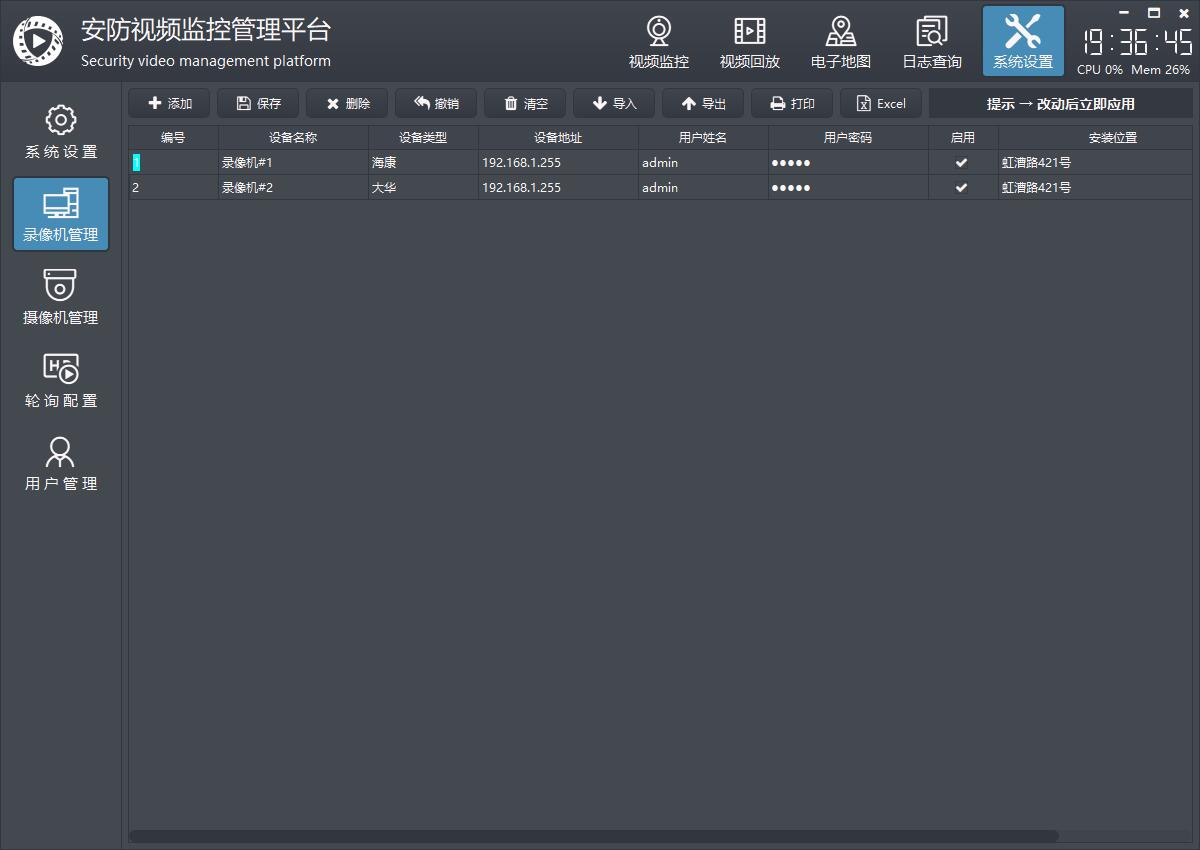 安防视频监控管理平台
Security video management platform
视频监控 视频回放 电子地图 日志查询 系统设置
19:36:45
CPU 0% Mem 26%
系统设置
录像机管理
摄像机管理
轮询配置
用户管理
添加 保存 删除 撤销 清空 导入 导出 打印 Excel 提示 → 改动后立即应用
编号 设备名称 设备类型 设备地址 用户姓名 用户密码 启用 安装位置
1 录像机#1 海康 192.168.1.255 admin ●●●●● 虹漕路421号
2 录像机#2 大华 192.168.1.255 admin ●●●●● 虹漕路421号